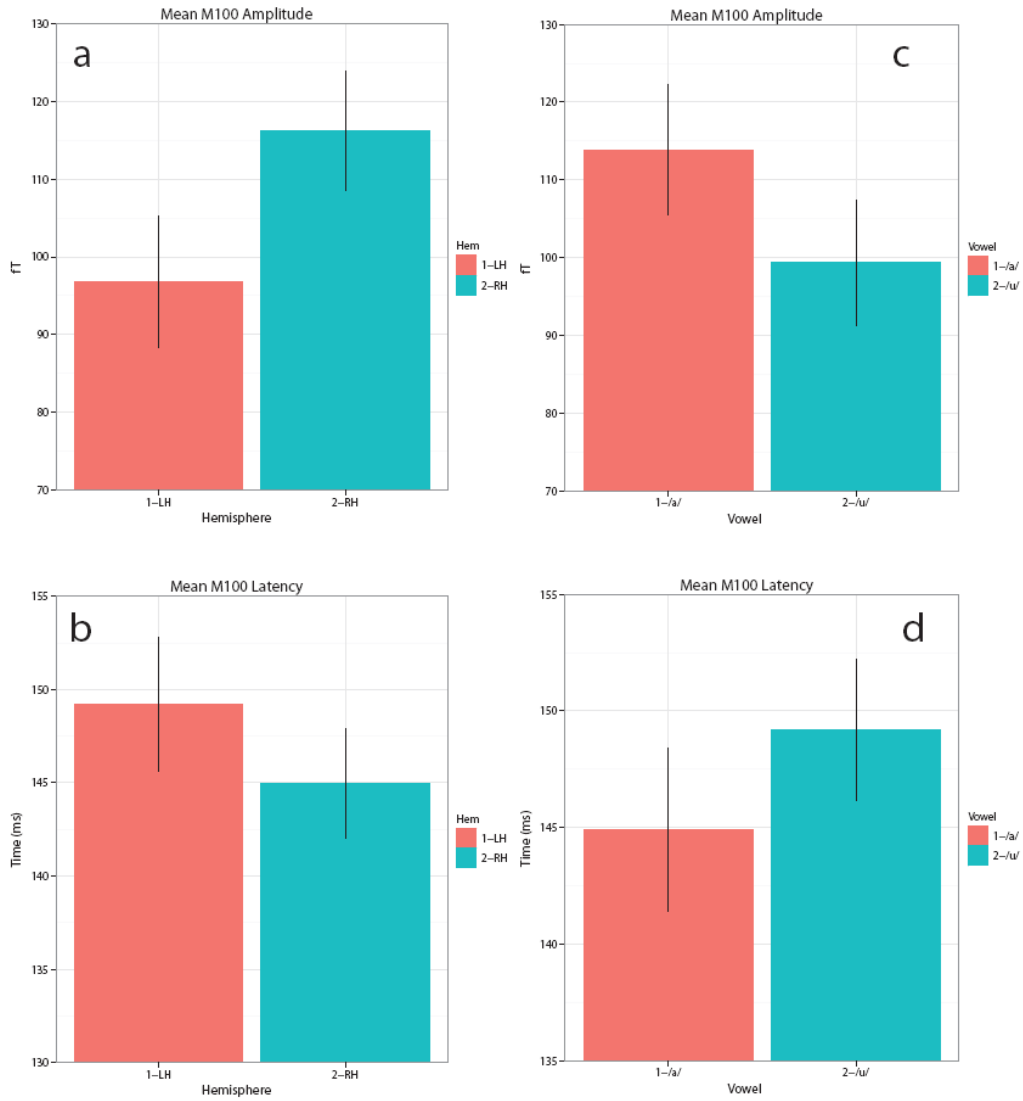 Mean M100 Amplitude
a
130
120
110
100
90
80
70
fT
1–LH
2–RH
Hemisphere
Hem
1–LH
2–RH
Mean M100 Amplitude
c
130
120
110
100
90
80
70
fT
1–/a/
2–/u/
Vowel
Vowel
1–/a/
2–/u/
Mean M100 Latency
b
155
150
145
140
135
130
Time (ms)
1–LH
2–RH
Hemisphere
Hem
1–LH
2–RH
Mean M100 Latency
d
155
150
145
140
135
Time (ms)
1–/a/
2–/u/
Vowel
Vowel
1–/a/
2–/u/